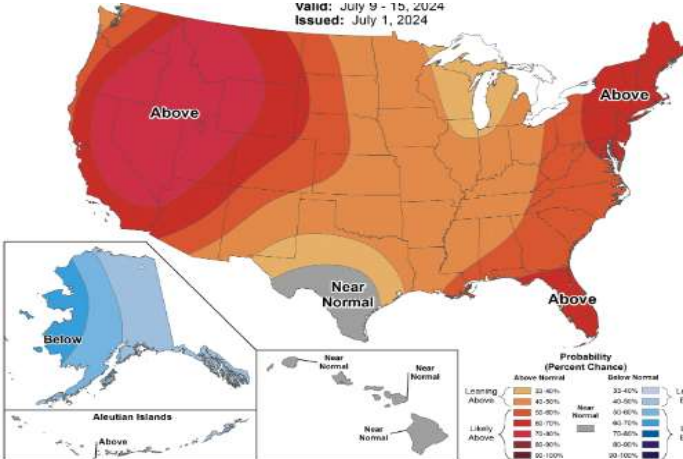 Valid: July 9 - 15, 2024
Issued: July 1, 2024
Above
Above
Near
Normal
Above
Below
Aleutian Islands
Above
Near
Normal
Near
Normal
Near
Normal
Probability
(Percent Chance)
Above Normal
Below Normal
Leaning
Above
Likely
Above
33-40%
40-50%
50-60%
60-70%
70-80%
80-90%
90-100%
Near
Normal
33-40%
40-50%
50-60%
60-70%
70-80%
80-90%
90-100%